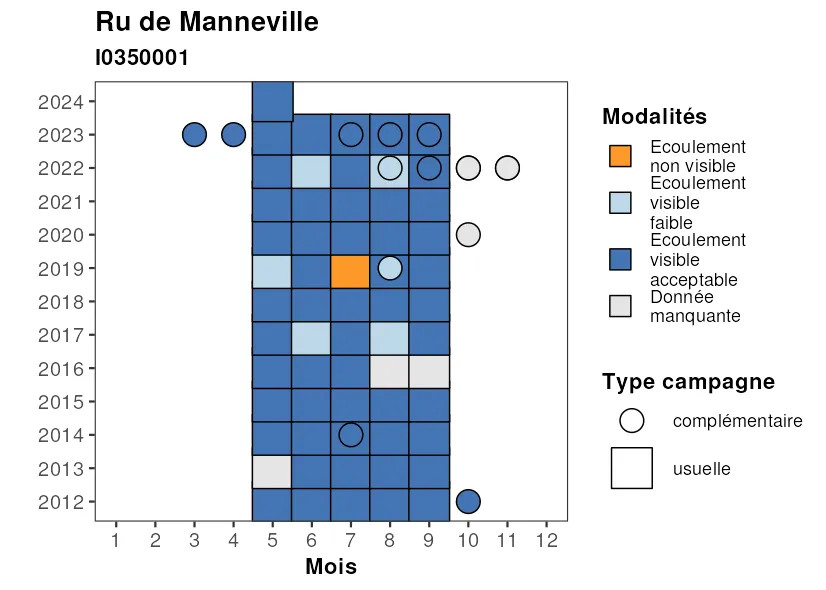 Ru de Manneville
I0350001
2024
2023
2022
2021
2020
2019
2018
2017
2016
2015
2014
2013
2012
1 2 3 4 5 6 7 8 9 10 11 12
Mois
Modalités
Ecoulement
non visible
Ecoulement
visible
faible
Ecoulement
visible
acceptable
Donnée
manquante
Type campagne
complémentaire
usuelle